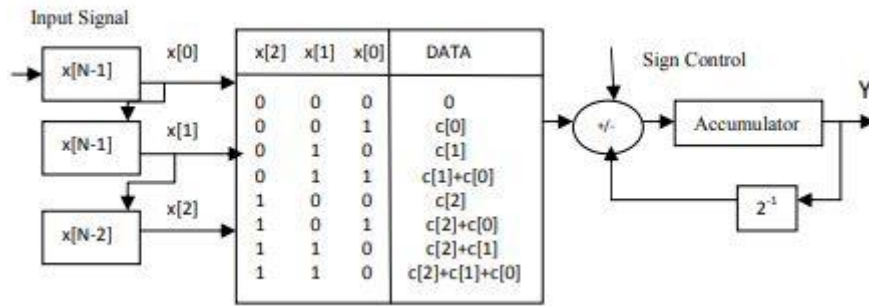 Input Signal
x[N-1]
x[0]
x[N-1]
x[1]
x[N-2]
x[2]
x[2] x[1] x[0] DATA
0 0 0 0
0 0 1 c[0]
0 1 0 c[1]
0 1 1 c[1]+c[0]
1 0 0 c[2]
1 0 1 c[2]+c[0]
1 1 0 c[2]+c[1]
1 1 0 c[2]+c[1]+c[0]
Sign Control
+/-
Accumulator
Y
2⁻¹